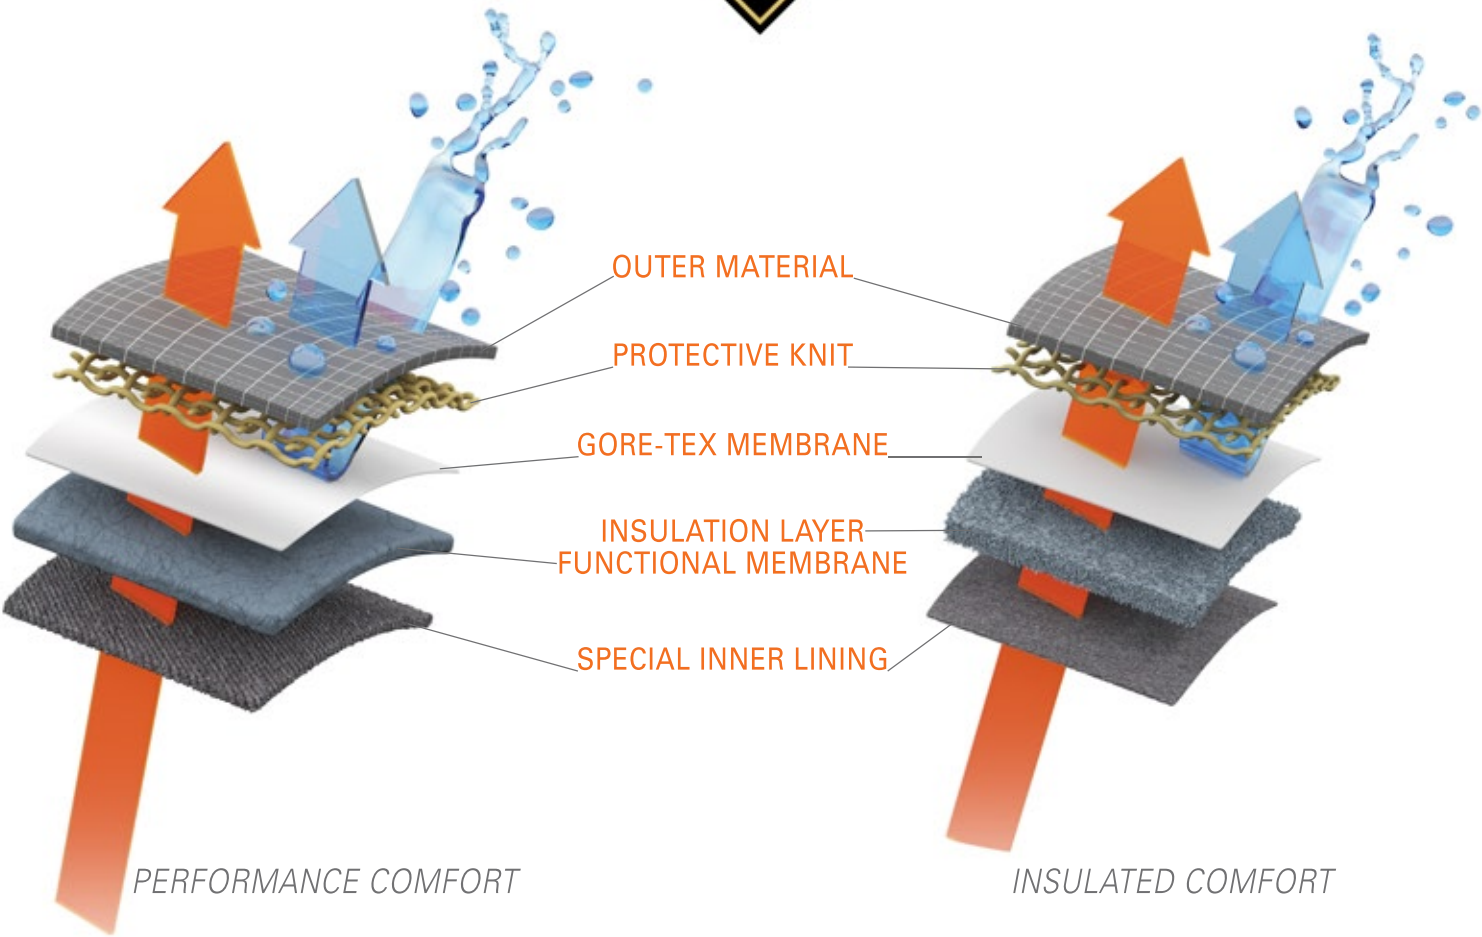 OUTER MATERIAL
PROTECTIVE KNIT
GORE-TEX MEMBRANE
INSULATION LAYER
FUNCTIONAL MEMBRANE
SPECIAL INNER LINING
PERFORMANCE COMFORT
INSULATED COMFORT